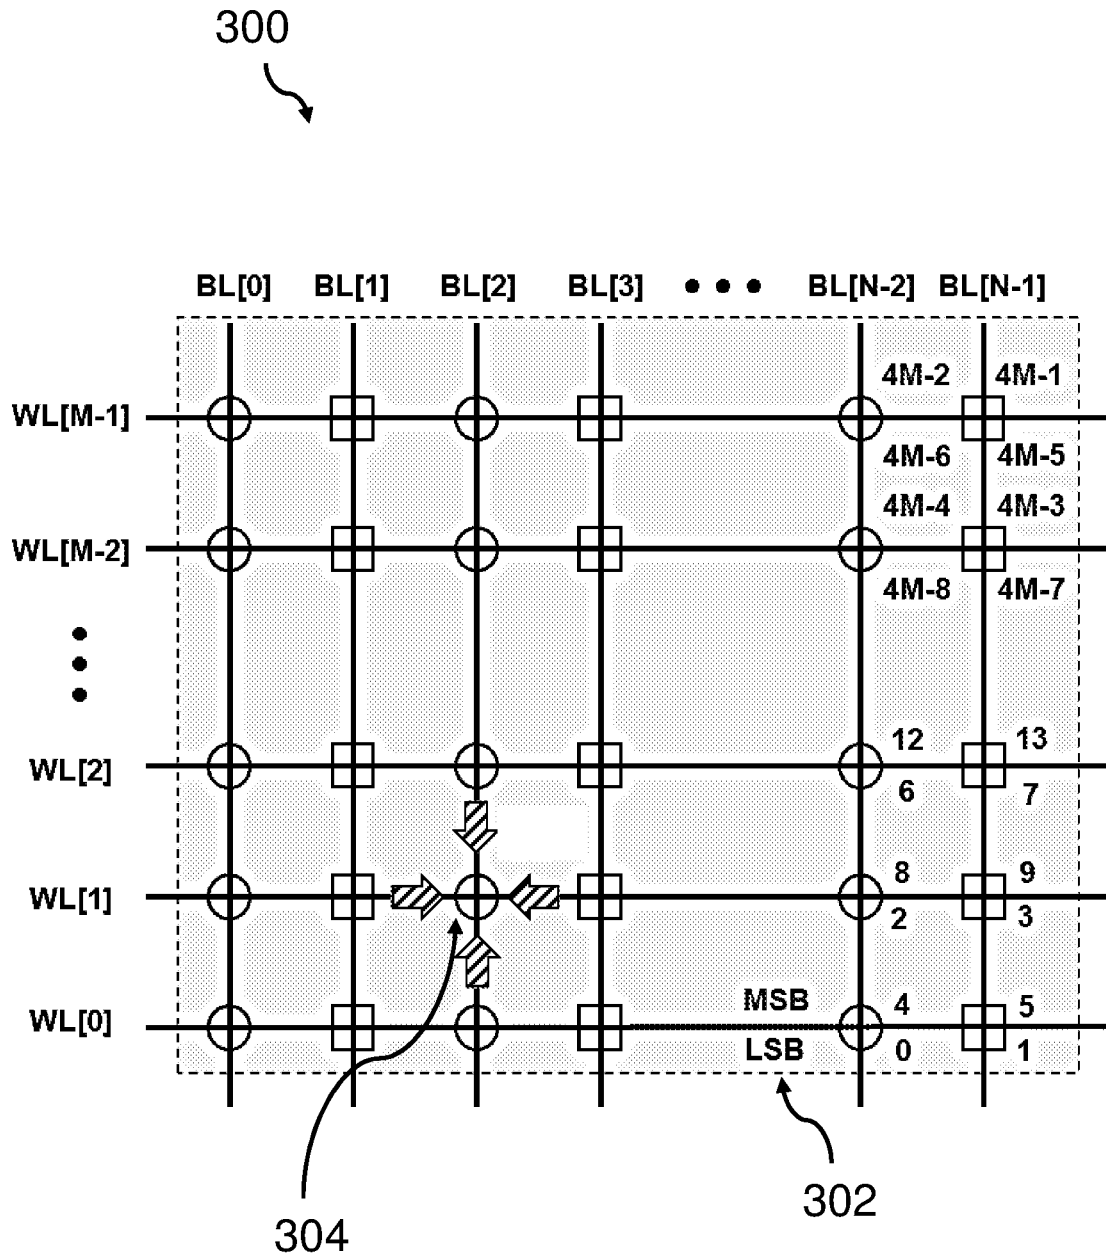 300
BL[0] BL[1] BL[2] BL[3] • • • BL[N-2] BL[N-1]
4M-2 4M-1
WL[M-1]
4M-6 4M-5
4M-4 4M-3
WL[M-2]
4M-8 4M-7
12 13
WL[2]
6 7
8 9
WL[1]
2 3
MSB 4 5
WL[0]
LSB 0 1
302
304